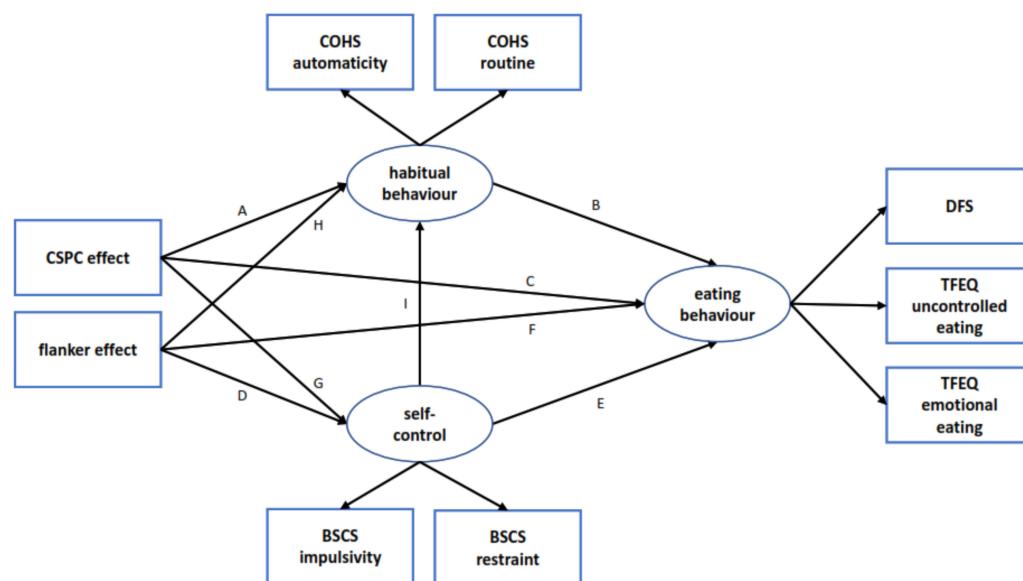 COHS
automaticity
COHS
routine
habitual
behaviour
A
H
B
CSPC effect
DFS
C
TFEQ
uncontrolled
eating
I
eating
behaviour
F
flanker effect
G
D
E
TFEQ
emotional
eating
self-
control
BSCS
impulsivity
BSCS
restraint